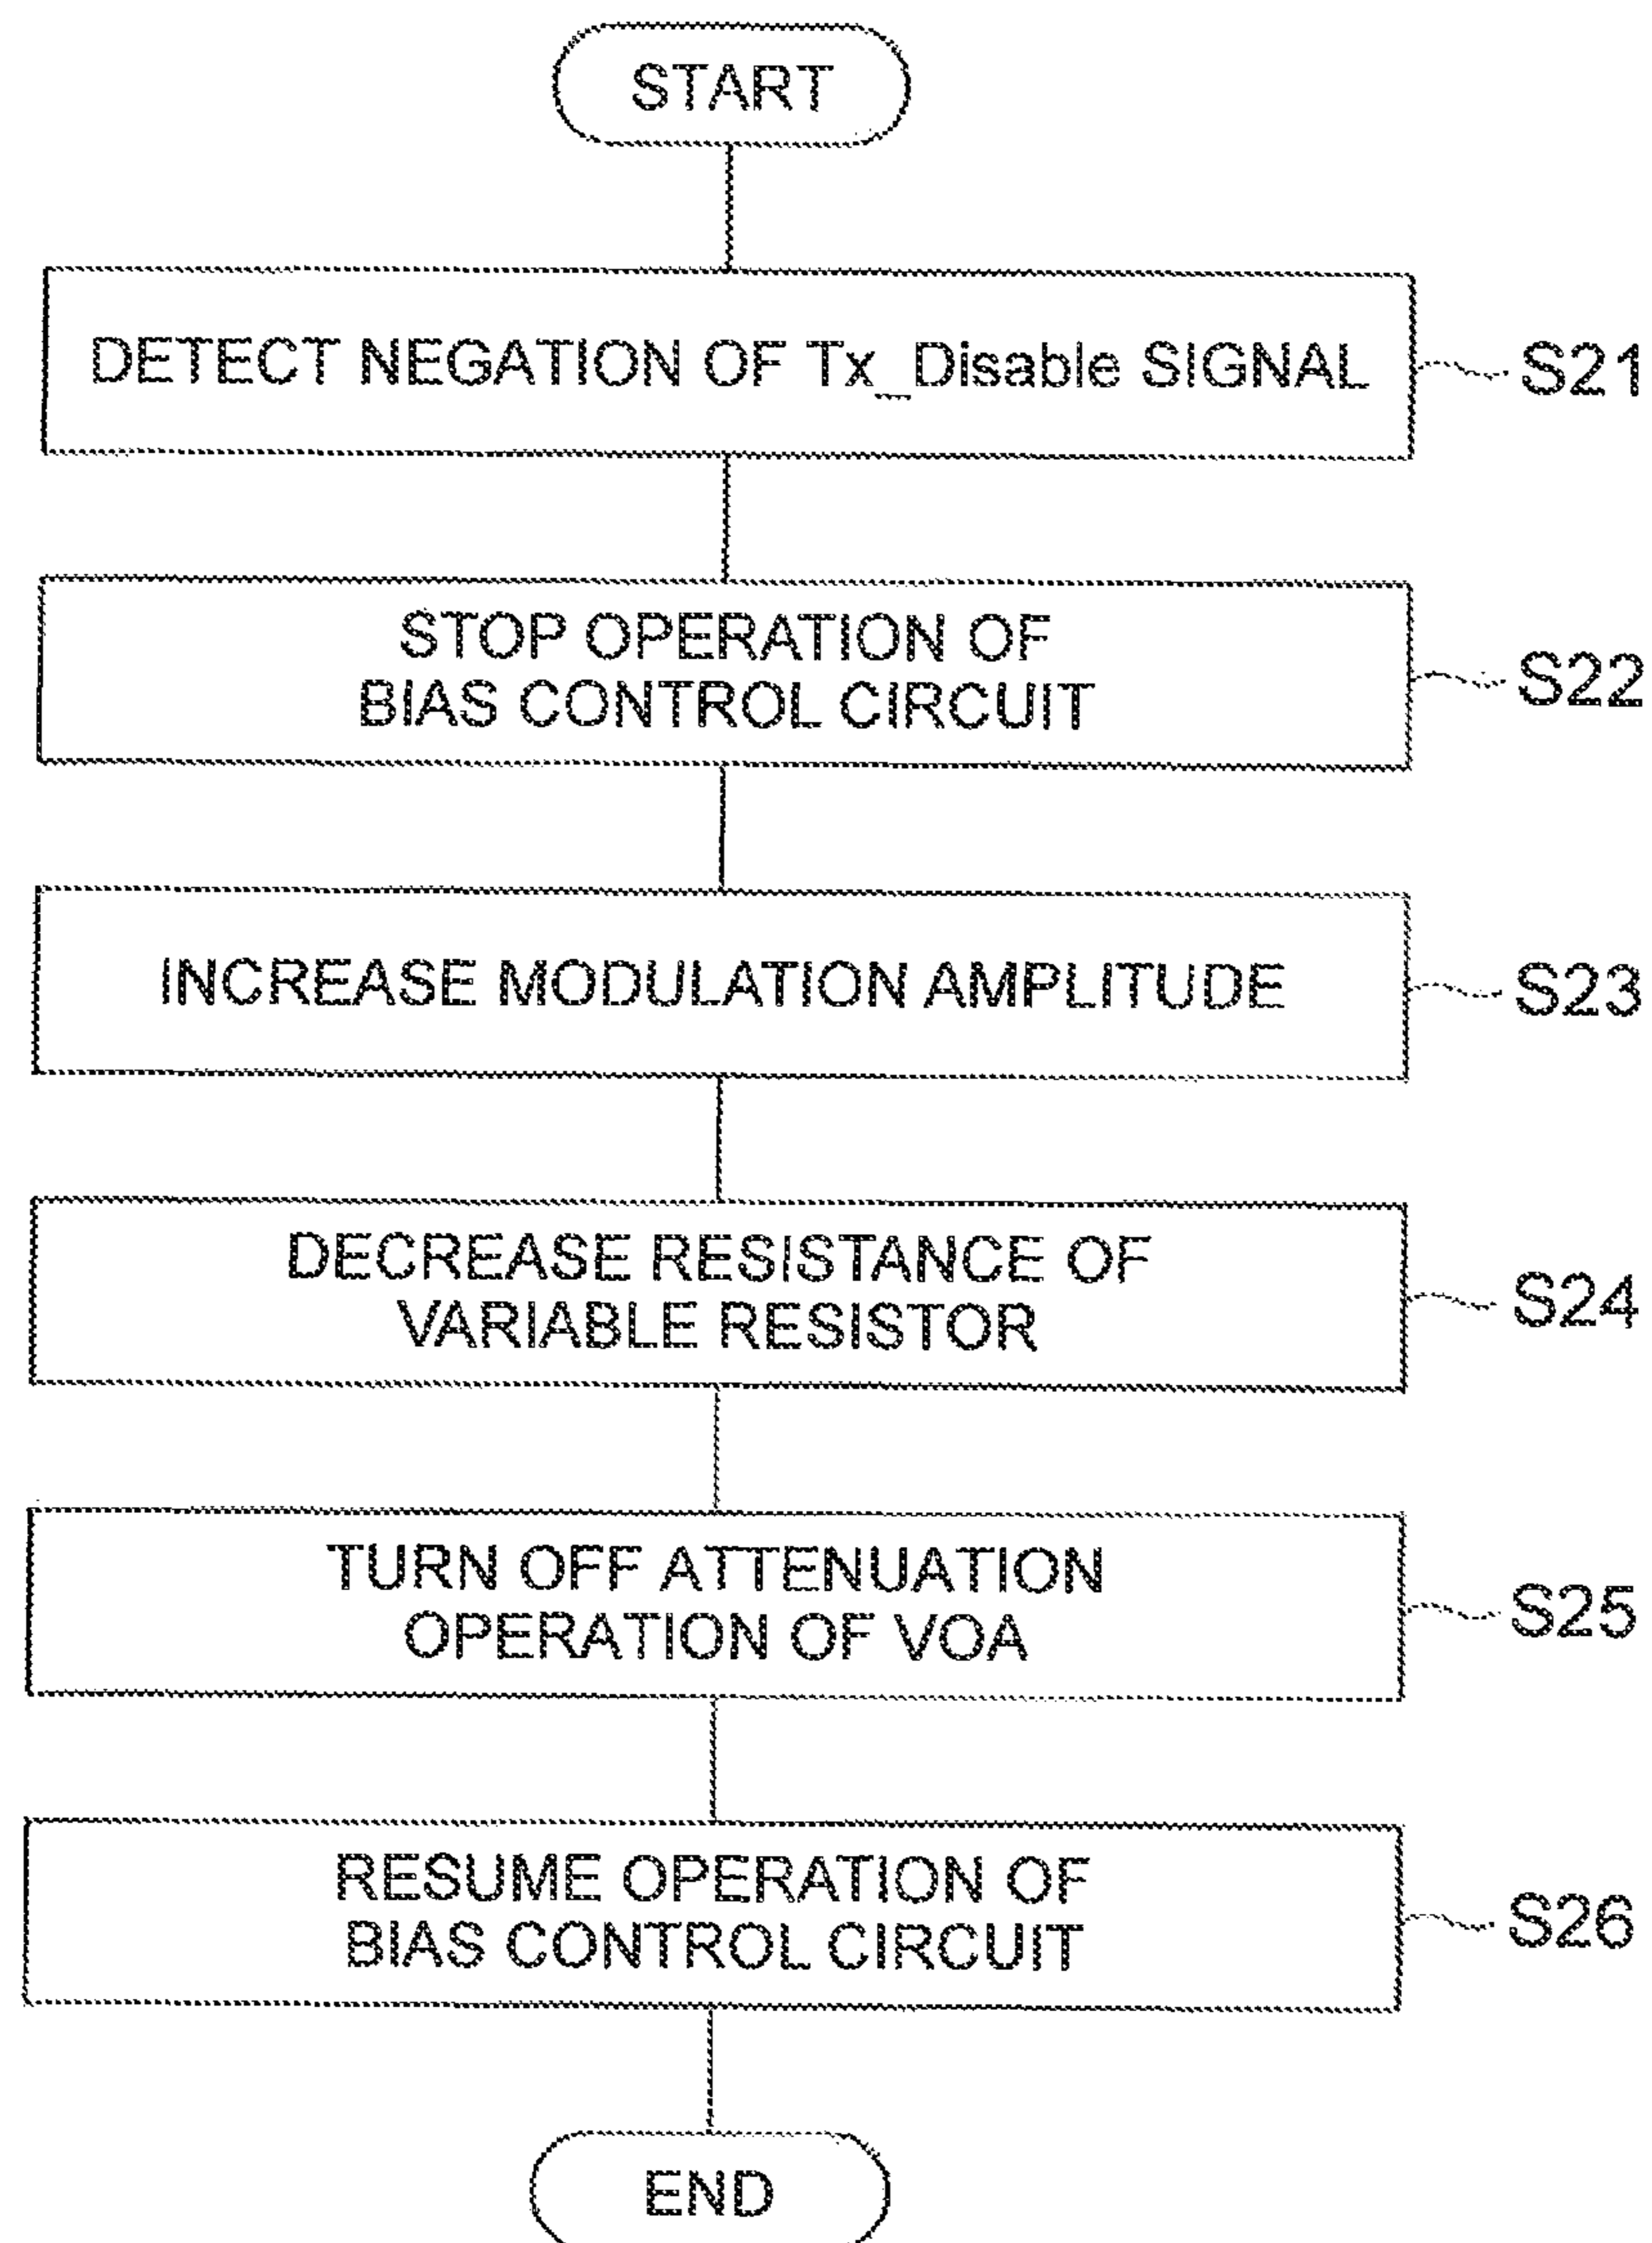 START
DETECT NEGATION OF Tx_Disable SIGNAL
S21
STOP OPERATION OF
BIAS CONTROL CIRCUIT
S22
INCREASE MODULATION AMPLITUDE
S23
DECREASE RESISTANCE OF
VARIABLE RESISTOR
S24
TURN OFF ATTENUATION
OPERATION OF VOA
S25
RESUME OPERATION OF
BIAS CONTROL CIRCUIT
S26
END